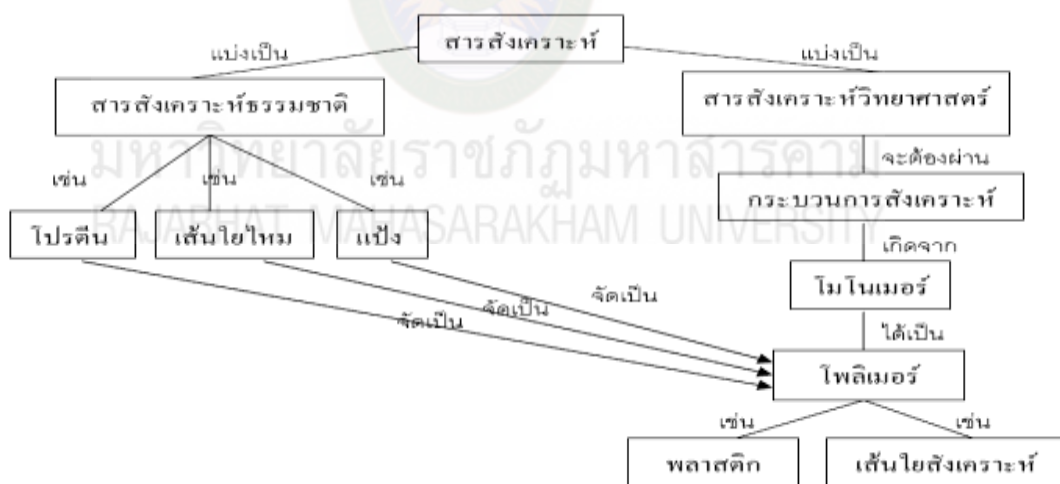 สารสังเคราะห์
แบ่งเป็น แบ่งเป็น
สารสังเคราะห์ธรรมชาติ สารสังเคราะห์วิทยาศาสตร์
มหาวิทยาลัยราชภัฏมหาสารคาม
จะต้องผ่าน
เช่น เช่น เช่น
กระบวนการสังเคราะห์
RAJABHAT MAHASARAKHAM UNIVERSITY
โปรตีน เส้นใยไหม แป้ง
เกิดจาก
โมโนเมอร์
จัดเป็น จัดเป็น จัดเป็น
ได้เป็น
โพลิเมอร์
เช่น เช่น
พลาสติก เส้นใยสังเคราะห์